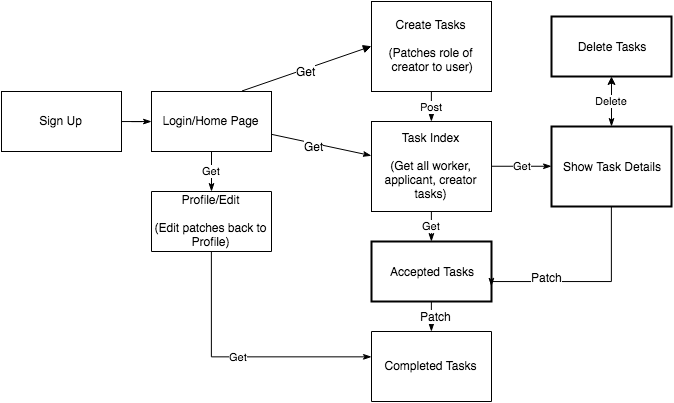 Create Tasks
(Patches role of
creator to user)
Delete Tasks
Get
Delete
Post
Sign Up
Login/Home Page
Get
Task Index
(Get all worker,
applicant, creator
tasks)
Get
Show Task Details
Get
Profile/Edit
(Edit patches back to
Profile)
Get
Accepted Tasks
Patch
Patch
Get
Completed Tasks